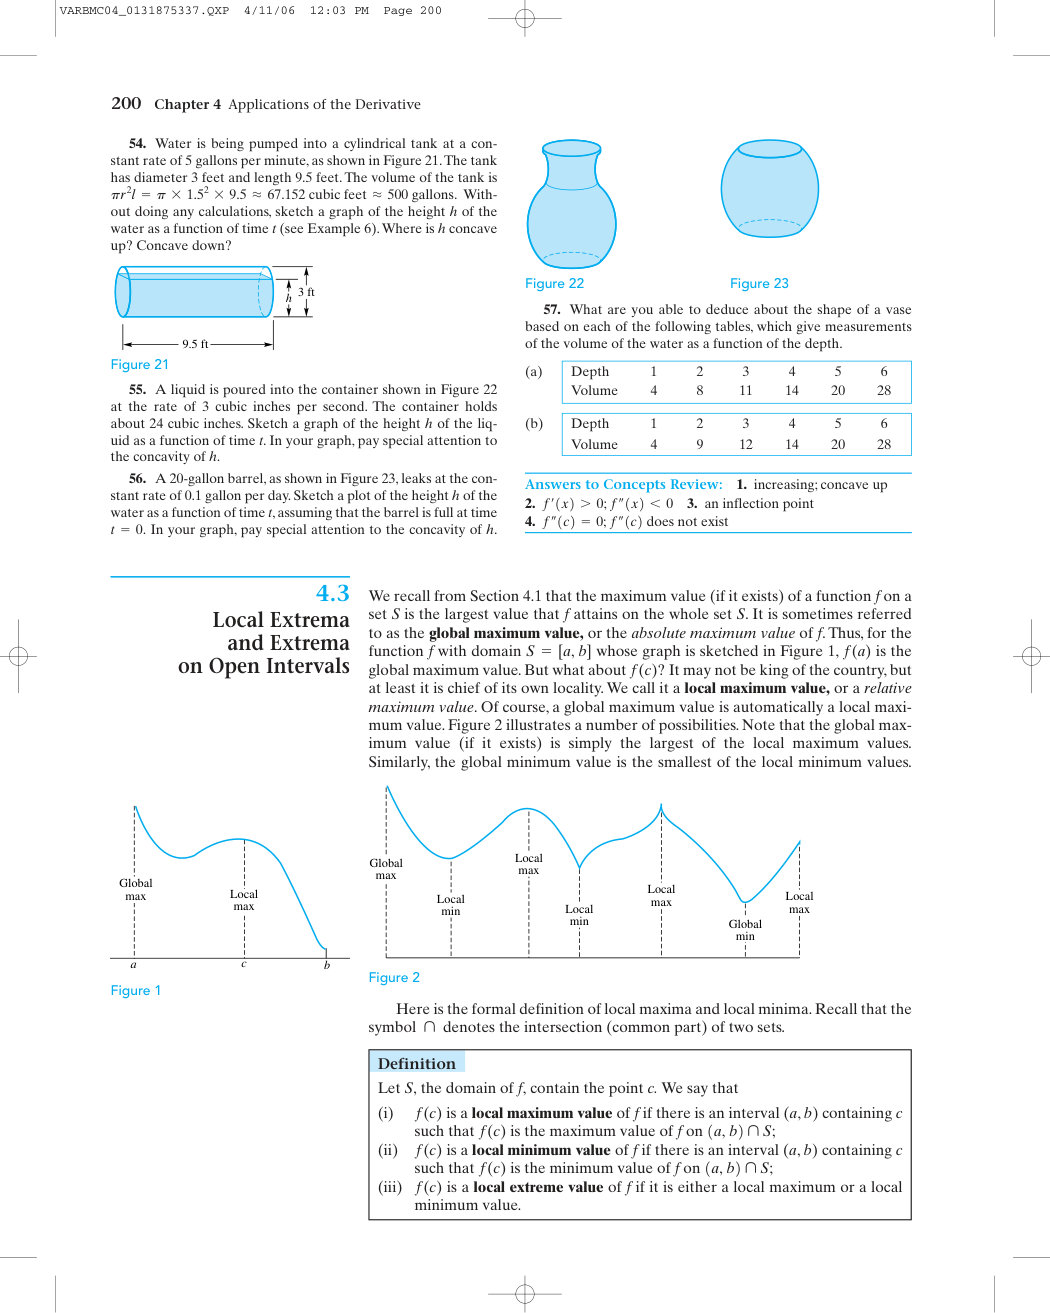 VARBMC04_0131875337.QXP 4/11/06 12:03 PM Page 200
200 Chapter 4 Applications of the Derivative
54. Water is being pumped into a cylindrical tank at a con-
stant rate of 5 gallons per minute, as shown in Figure 21. The tank
has diameter 3 feet and length 9.5 feet. The volume of the tank is
πr²l = π × 1.5² × 9.5 ≈ 67.152 cubic feet ≈ 500 gallons. With-
out doing any calculations, sketch a graph of the height h of the
water as a function of time t (see Example 6). Where is h concave
up? Concave down?
h
3 ft
9.5 ft
Figure 21
55. A liquid is poured into the container shown in Figure 22
at the rate of 3 cubic inches per second. The container holds
about 24 cubic inches. Sketch a graph of the height h of the liq-
uid as a function of time t. In your graph, pay special attention to
the concavity of h.
56. A 20-gallon barrel, as shown in Figure 23, leaks at the con-
stant rate of 0.1 gallon per day. Sketch a plot of the height h of the
water as a function of time t, assuming that the barrel is full at time
t = 0. In your graph, pay special attention to the concavity of h.
Figure 22
Figure 23
57. What are you able to deduce about the shape of a vase
based on each of the following tables, which give measurements
of the volume of the water as a function of the depth.
(a) Depth 1 2 3 4 5 6
Volume 4 8 11 14 20 28
(b) Depth 1 2 3 4 5 6
Volume 4 9 12 14 20 28
Answers to Concepts Review: 1. increasing; concave up
2. f′(x) > 0; f″(x) < 0 3. an inflection point
4. f″(c) = 0; f″(c) does not exist
4.3
Local Extrema
and Extrema
on Open Intervals
We recall from Section 4.1 that the maximum value (if it exists) of a function f on a
set S is the largest value that f attains on the whole set S. It is sometimes referred
to as the global maximum value, or the absolute maximum value of f. Thus, for the
function f with domain S = [a, b] whose graph is sketched in Figure 1, f(a) is the
global maximum value. But what about f(c)? It may not be king of the country, but
at least it is chief of its own locality. We call it a local maximum value, or a relative
maximum value. Of course, a global maximum value is automatically a local maxi-
mum value. Figure 2 illustrates a number of possibilities. Note that the global max-
imum value (if it exists) is simply the largest of the local maximum values.
Similarly, the global minimum value is the smallest of the local minimum values.
Global
max
Local
max
a
c
b
Figure 1
Global
max
Local
min
Local
max
Local
min
Local
max
Global
min
Local
max
Figure 2
Here is the formal definition of local maxima and local minima. Recall that the
symbol ∩ denotes the intersection (common part) of two sets.
Definition
Let S, the domain of f, contain the point c. We say that
(i) f(c) is a local maximum value of f if there is an interval (a, b) containing c
such that f(c) is the maximum value of f on (a, b) ∩ S;
(ii) f(c) is a local minimum value of f if there is an interval (a, b) containing c
such that f(c) is the minimum value of f on (a, b) ∩ S;
(iii) f(c) is a local extreme value of f if it is either a local maximum or a local
minimum value.